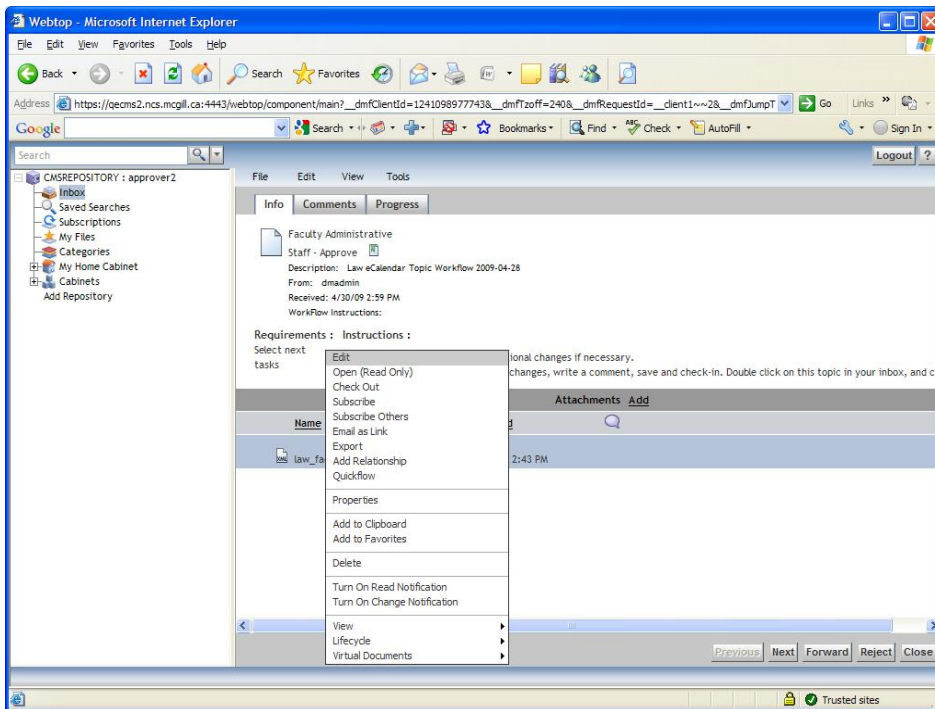 Webtop - Microsoft Internet Explorer
File Edit View Favorites Tools Help
Back Search Favorites
Address https://qecms2.ncs.mcgill.ca:4443/webtop/component/main?__dmfClientId=1241098977743&__dmfTzoff=240&__dmfRequestId=__client1~~2&__dmfJumpT Go Links »
Google Search Bookmarks Find ABC Check AutoFill Sign In
Search Logout ?
CMSREPOSITORY : approver2
Inbox
Saved Searches
Subscriptions
My Files
Categories
My Home Cabinet
Cabinets
Add Repository
File Edit View Tools
Info Comments Progress
Faculty Administrative
Staff - Approve
Description: Law eCalendar Topic Workflow 2009-04-28
From: dmadmin
Received: 4/30/09 2:59 PM
WorkFlow Instructions:
Requirements : Instructions :
Select next
tasks
ional changes if necessary.
changes, write a comment, save and check-in. Double click on this topic in your inbox, and c
Attachments Add
Name d
law_fa 2:43 PM
Edit
Open (Read Only)
Check Out
Subscribe
Subscribe Others
Email as Link
Export
Add Relationship
Quickflow
Properties
Add to Clipboard
Add to Favorites
Delete
Turn On Read Notification
Turn On Change Notification
View
Lifecycle
Virtual Documents
Previous Next Forward Reject Close
Trusted sites